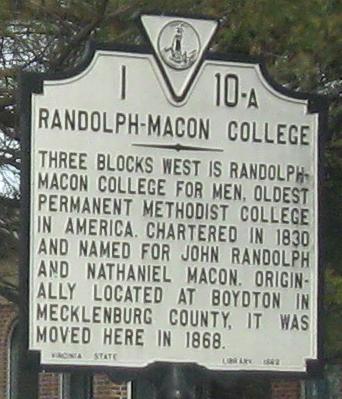 I 10-A
RANDOLPH-MACON COLLEGE
THREE BLOCKS WEST IS RANDOLPH-
MACON COLLEGE FOR MEN, OLDEST
PERMANENT METHODIST COLLEGE
IN AMERICA. CHARTERED IN 1830
AND NAMED FOR JOHN RANDOLPH
AND NATHANIEL MACON. ORIGIN-
ALLY LOCATED AT BOYDTON IN
MECKLENBURG COUNTY, IT WAS
MOVED HERE IN 1868.
VIRGINIA STATE LIBRARY